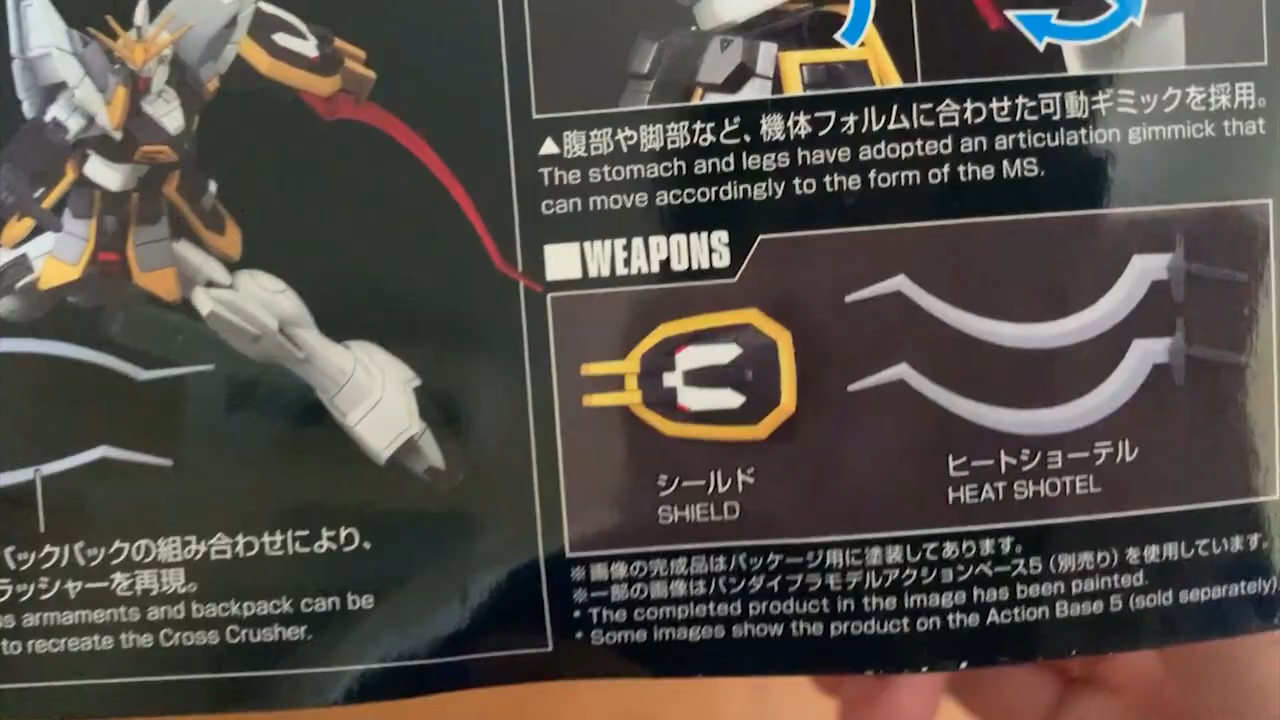 ▲腹部や脚部など、機体フォルムに合わせた可動ギミックを採用。
The stomach and legs have adopted an articulation gimmick that
can move accordingly to the form of the MS.
■WEAPONS
シールド
SHIELD
ヒートショーテル
HEAT SHOTEL
バックパックの組み合わせにより、
ラッシャーを再現。
ss armaments and backpack can be
to recreate the Cross Crusher.
※画像の完成品はパッケージ用に塗装してあります。
※一部の画像はバンダイプラモデルアクションベース5（別売り）を使用しています。
* The completed product in the image has been painted.
* Some images show the product on the Action Base 5 (sold separately)